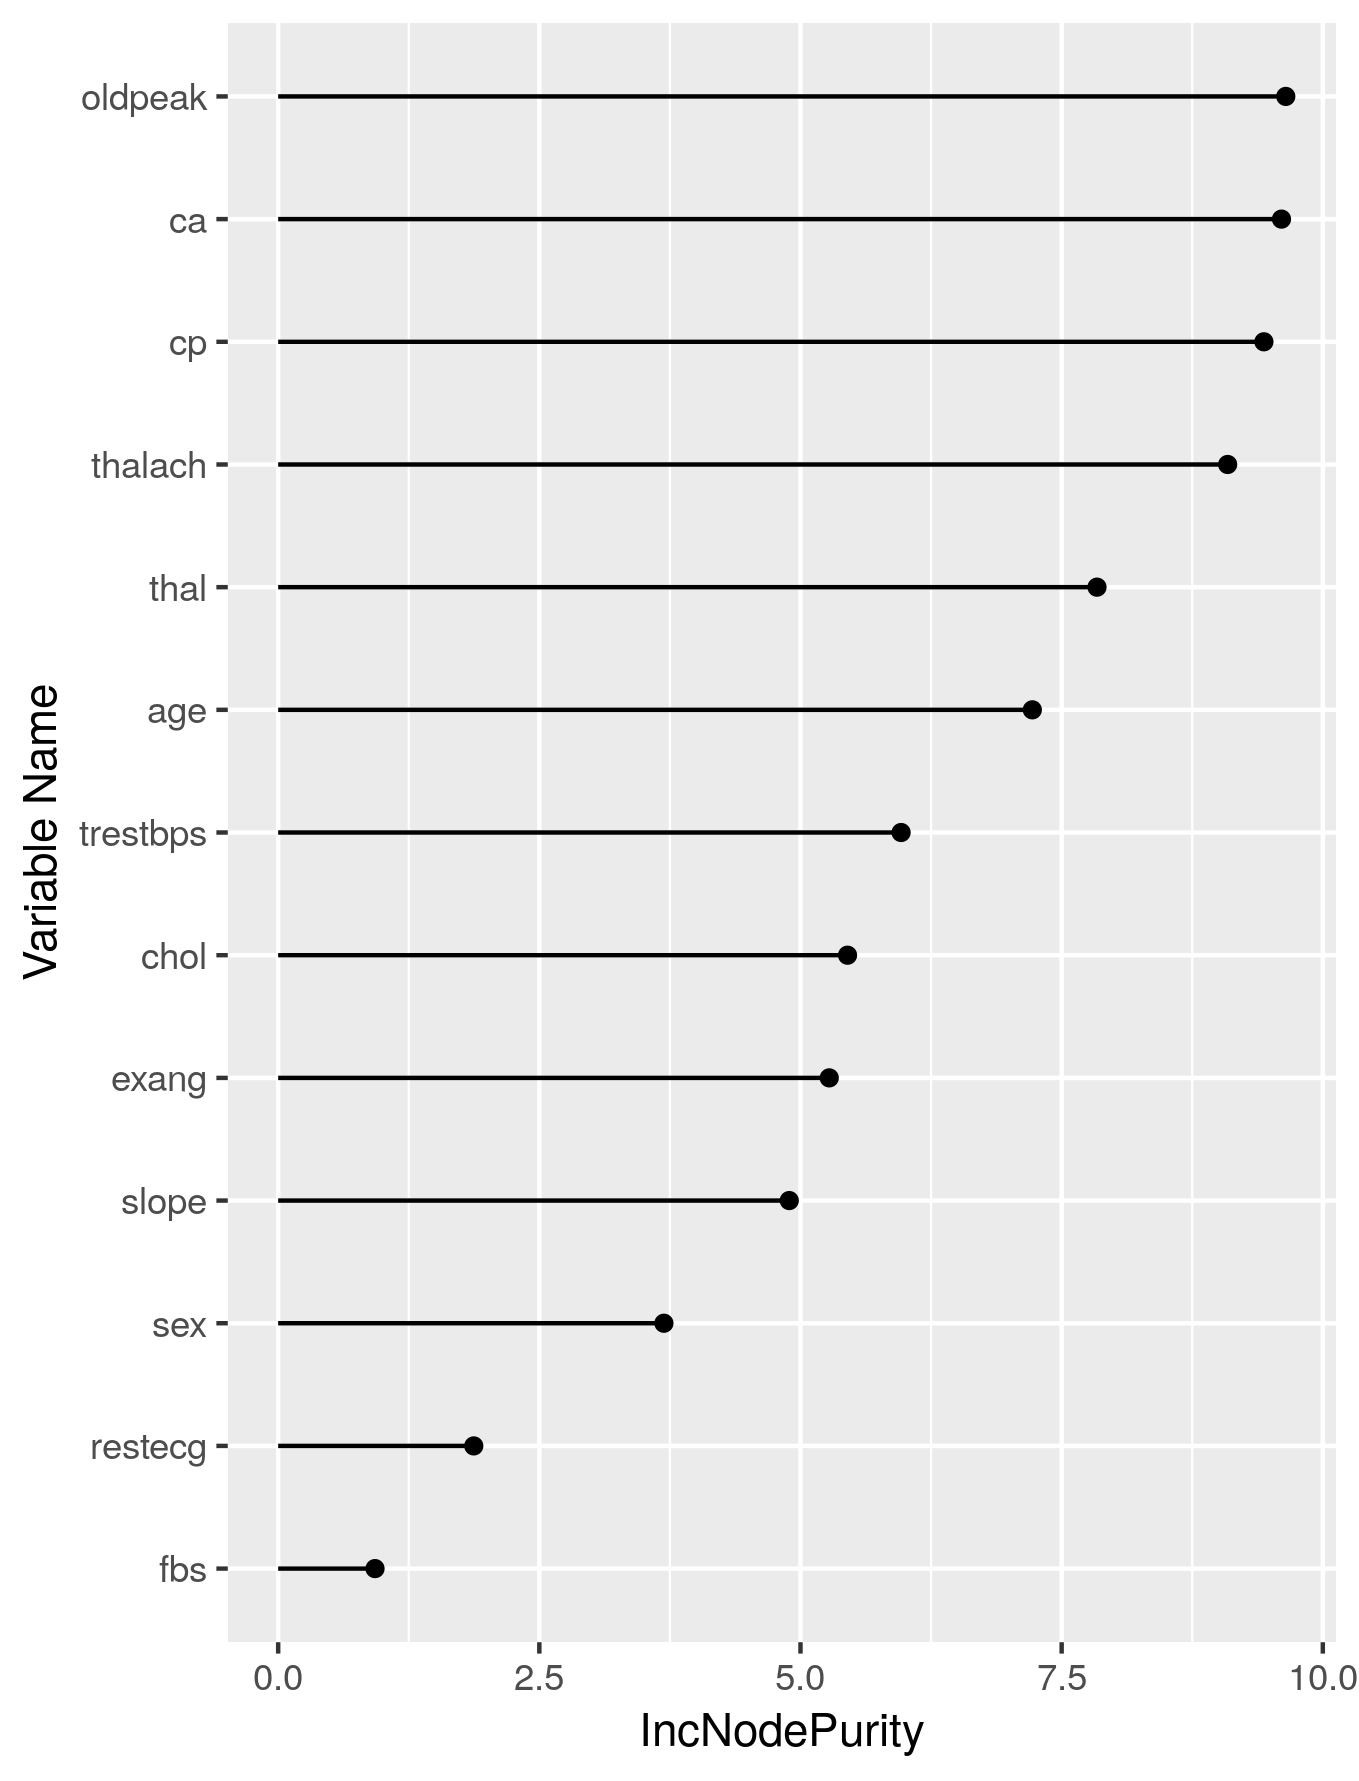 oldpeak
ca
cp
thalach
thal
age
trestbps
chol
exang
slope
sex
restecg
fbs
Variable Name
0.0 2.5 5.0 7.5 10.0
IncNodePurity